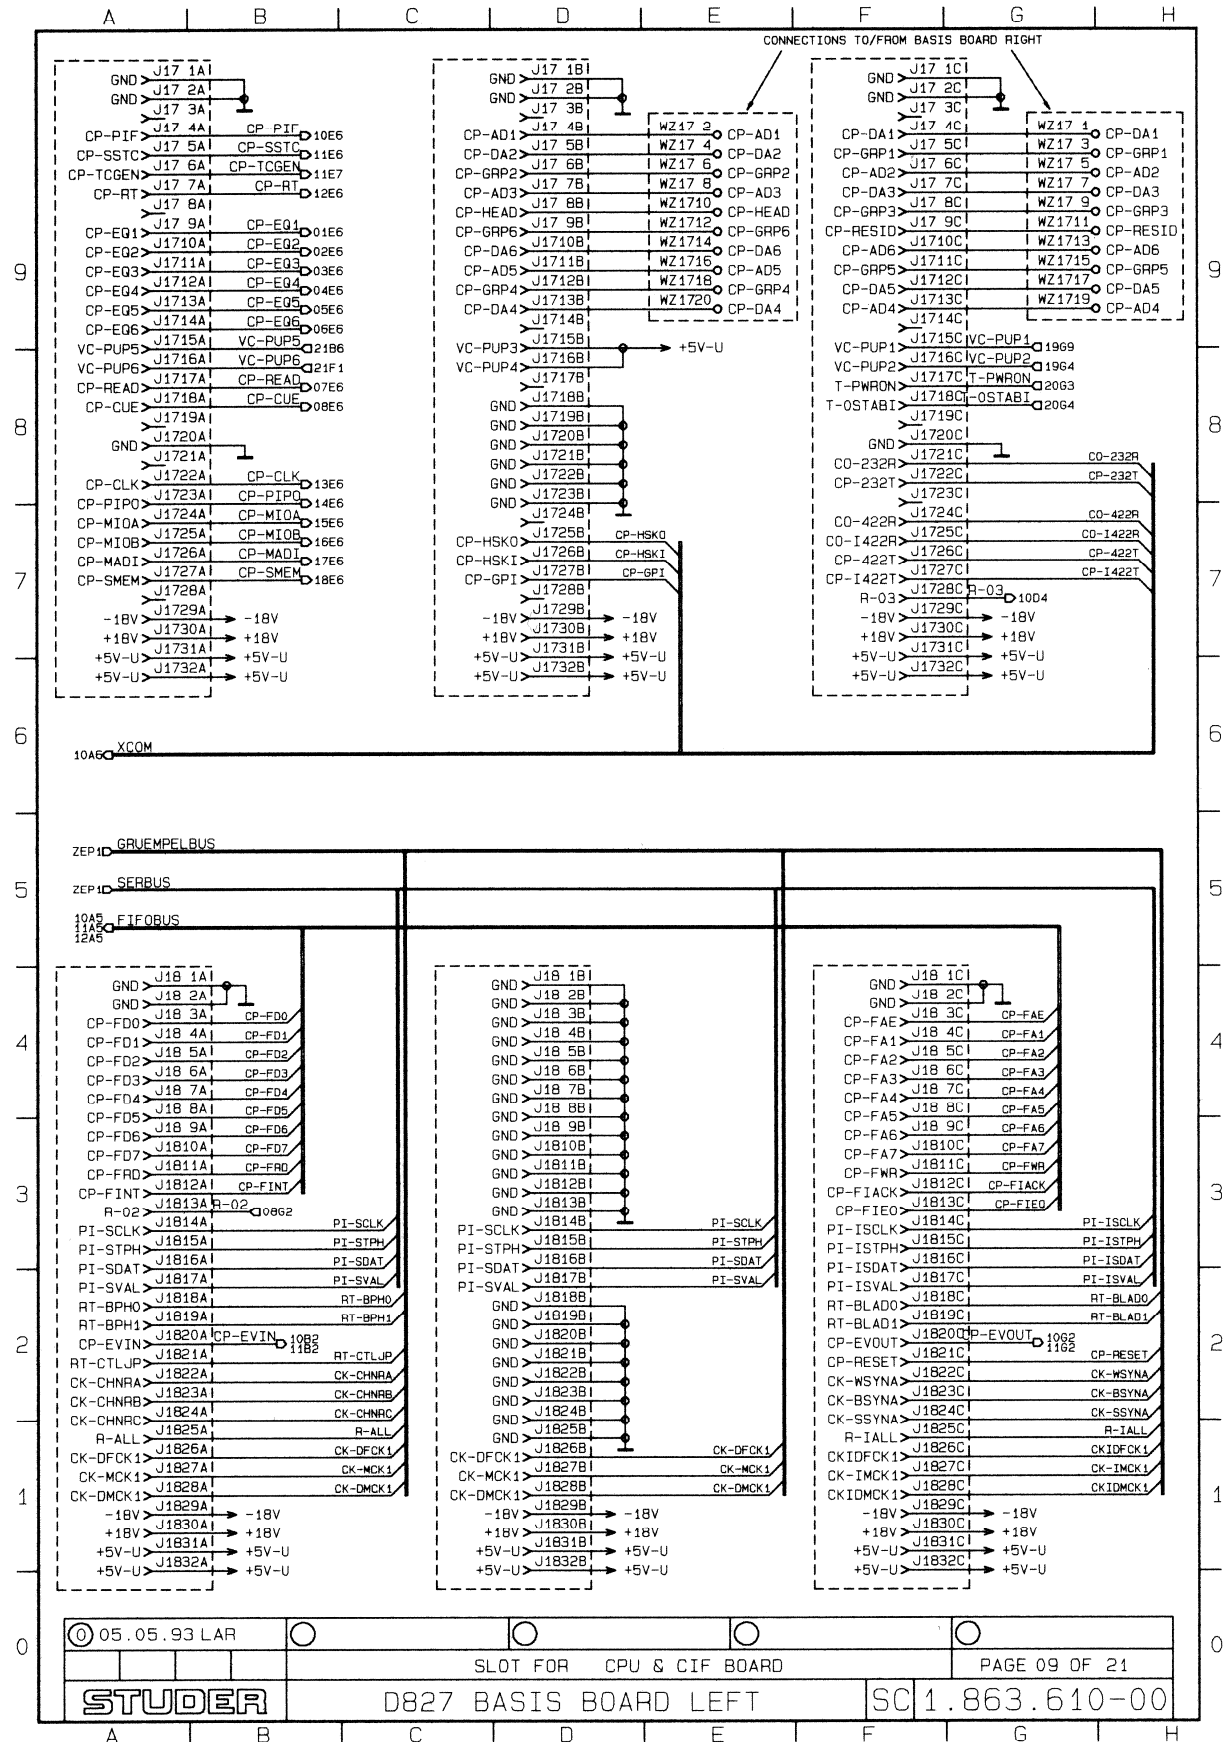 A B C D E F G H
CONNECTIONS TO/FROM BASIS BOARD RIGHT
GND J17 1A
GND J17 2A
J17 3A
CP-PIF J17 4A CP-PIF 10E6
CP-SSTC J17 5A CP-SSTC 11E6
CP-TCGEN J17 6A CP-TCGEN 11E7
CP-RT J17 7A CP-RT 12E6
J17 8A
CP-EQ1 J17 9A CP-EQ1 01E6
CP-EQ2 J1710A CP-EQ2 02E6
CP-EQ3 J1711A CP-EQ3 03E6
CP-EQ4 J1712A CP-EQ4 04E6
CP-EQ5 J1713A CP-EQ5 05E6
CP-EQ6 J1714A CP-EQ6 06E6
VC-PUP5 J1715A VC-PUP5 21B6
VC-PUP6 J1716A VC-PUP6 21F1
CP-READ J1717A CP-READ 07E6
CP-CUE J1718A CP-CUE 08E6
J1719A
GND J1720A
J1721A
CP-CLK J1722A CP-CLK 13E6
CP-PIPO J1723A CP-PIPO 14E6
CP-MIOA J1724A CP-MIOA 15E6
CP-MIOB J1725A CP-MIOB 16E6
CP-MADI J1726A CP-MADI 17E6
CP-SMEM J1727A CP-SMEM 18E6
J1728A
-18V J1729A -18V
+18V J1730A +18V
+5V-U J1731A +5V-U
+5V-U J1732A +5V-U
GND J17 1B
GND J17 2B
J17 3B
CP-AD1 J17 4B WZ17 2 CP-AD1
CP-DA2 J17 5B WZ17 4 CP-DA2
CP-GRP2 J17 6B WZ17 6 CP-GRP2
CP-AD3 J17 7B WZ17 8 CP-AD3
CP-HEAD J17 8B WZ1710 CP-HEAD
CP-GRP6 J17 9B WZ1712 CP-GRP6
CP-DA6 J1710B WZ1714 CP-DA6
CP-AD5 J1711B WZ1716 CP-AD5
CP-GRP4 J1712B WZ1718 CP-GRP4
CP-DA4 J1713B WZ1720 CP-DA4
J1714B
VC-PUP3 J1715B +5V-U
VC-PUP4 J1716B
J1717B
GND J1718B
GND J1719B
GND J1720B
GND J1721B
GND J1722B
GND J1723B
J1724B
CP-HSKO J1725B CP-HSKO
CP-HSKI J1726B CP-HSKI
CP-GPI J1727B CP-GPI
J1728B
-18V J1729B -18V
+18V J1730B +18V
+5V-U J1731B +5V-U
+5V-U J1732B +5V-U
GND J17 1C
GND J17 2C
J17 3C
CP-DA1 J17 4C WZ17 1 CP-DA1
CP-GRP1 J17 5C WZ17 3 CP-GRP1
CP-AD2 J17 6C WZ17 5 CP-AD2
CP-DA3 J17 7C WZ17 7 CP-DA3
CP-GRP3 J17 8C WZ17 9 CP-GRP3
CP-RESID J17 9C WZ1711 CP-RESID
CP-AD6 J1710C WZ1713 CP-AD6
CP-GRP5 J1711C WZ1715 CP-GRP5
CP-DA5 J1712C WZ1717 CP-DA5
CP-AD4 J1713C WZ1719 CP-AD4
J1714C
VC-PUP1 J1715C VC-PUP1 19G9
VC-PUP2 J1716C VC-PUP2 19G4
T-PWRON J1717C T-PWRON 20G3
T-OSTABI J1718C T-OSTABI 20G4
J1719C
GND J1720C
CO-232R J1721C CO-232R
CP-232T J1722C CP-232T
J1723C
CO-422R J1724C CO-422R
CO-I422R J1725C CO-I422R
CP-422T J1726C CP-422T
CP-I422T J1727C CP-I422T
R-03 J1728C R-03 10D4
-18V J1729C -18V
+18V J1730C +18V
+5V-U J1731C +5V-U
+5V-U J1732C +5V-U
9
8
7
6
5
4
3
2
1
0
10A6 XCOM
ZEP1 GRUEMPELBUS
ZEP1 SERBUS
10A5
11A5 FIFOBUS
12A5
GND J18 1A
GND J18 2A
CP-FD0 J18 3A CP-FD0
CP-FD1 J18 4A CP-FD1
CP-FD2 J18 5A CP-FD2
CP-FD3 J18 6A CP-FD3
CP-FD4 J18 7A CP-FD4
CP-FD5 J18 8A CP-FD5
CP-FD6 J18 9A CP-FD6
CP-FD7 J1810A CP-FD7
CP-FRD J1811A CP-FRD
CP-FINT J1812A CP-FINT
R-02 J1813A R-02 08G2
PI-SCLK J1814A PI-SCLK
PI-STPH J1815A PI-STPH
PI-SDAT J1816A PI-SDAT
PI-SVAL J1817A PI-SVAL
RT-BPH0 J1818A RT-BPH0
RT-BPH1 J1819A RT-BPH1
CP-EVIN J1820A CP-EVIN 10B2 11B2
RT-CTLJP J1821A RT-CTLJP
CK-CHNRA J1822A CK-CHNRA
CK-CHNRB J1823A CK-CHNRB
CK-CHNRC J1824A CK-CHNRC
R-ALL J1825A R-ALL
CK-DFCK1 J1826A CK-DFCK1
CK-MCK1 J1827A CK-MCK1
CK-DMCK1 J1828A CK-DMCK1
-18V J1829A -18V
+18V J1830A +18V
+5V-U J1831A +5V-U
+5V-U J1832A +5V-U
GND J18 1B
GND J18 2B
GND J18 3B
GND J18 4B
GND J18 5B
GND J18 6B
GND J18 7B
GND J18 8B
GND J18 9B
GND J1810B
GND J1811B
GND J1812B
GND J1813B
PI-SCLK J1814B PI-SCLK
PI-STPH J1815B PI-STPH
PI-SDAT J1816B PI-SDAT
PI-SVAL J1817B PI-SVAL
GND J1818B
GND J1819B
GND J1820B
GND J1821B
GND J1822B
GND J1823B
GND J1824B
GND J1825B
CK-DFCK1 J1826B CK-DFCK1
CK-MCK1 J1827B CK-MCK1
CK-DMCK1 J1828B CK-DMCK1
-18V J1829B -18V
+18V J1830B +18V
+5V-U J1831B +5V-U
+5V-U J1832B +5V-U
GND J18 1C
GND J18 2C
CP-FAE J18 3C CP-FAE
CP-FA1 J18 4C CP-FA1
CP-FA2 J18 5C CP-FA2
CP-FA3 J18 6C CP-FA3
CP-FA4 J18 7C CP-FA4
CP-FA5 J18 8C CP-FA5
CP-FA6 J18 9C CP-FA6
CP-FA7 J1810C CP-FA7
CP-FWR J1811C CP-FWR
CP-FIACK J1812C CP-FIACK
CP-FIEO J1813C CP-FIEO
PI-ISCLK J1814C PI-ISCLK
PI-ISTPH J1815C PI-ISTPH
PI-ISDAT J1816C PI-ISDAT
PI-ISVAL J1817C PI-ISVAL
RT-BLAD0 J1818C RT-BLAD0
RT-BLAD1 J1819C RT-BLAD1
CP-EVOUT J1820C CP-EVOUT 10G2 11G2
CP-RESET J1821C CP-RESET
CK-WSYNA J1822C CK-WSYNA
CK-BSYNA J1823C CK-BSYNA
CK-SSYNA J1824C CK-SSYNA
R-IALL J1825C R-IALL
CKIDFCK1 J1826C CKIDFCK1
CK-IMCK1 J1827C CK-IMCK1
CKIDMCK1 J1828C CKIDMCK1
-18V J1829C -18V
+18V J1830C +18V
+5V-U J1831C +5V-U
+5V-U J1832C +5V-U
0 05.05.93 LAR
SLOT FOR CPU & CIF BOARD PAGE 09 OF 21
STUDER D827 BASIS BOARD LEFT SC 1.863.610-00
A B C D E F G H